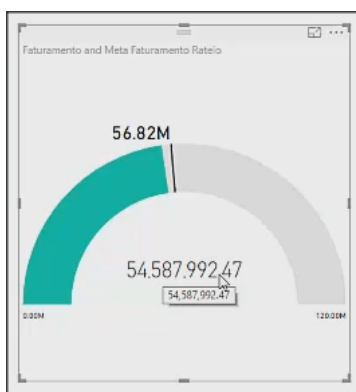 Faturamento and Meta Faturamento Rateio
56.82M
54,587,992.47
54,587,992.47
0.00M
120.00M